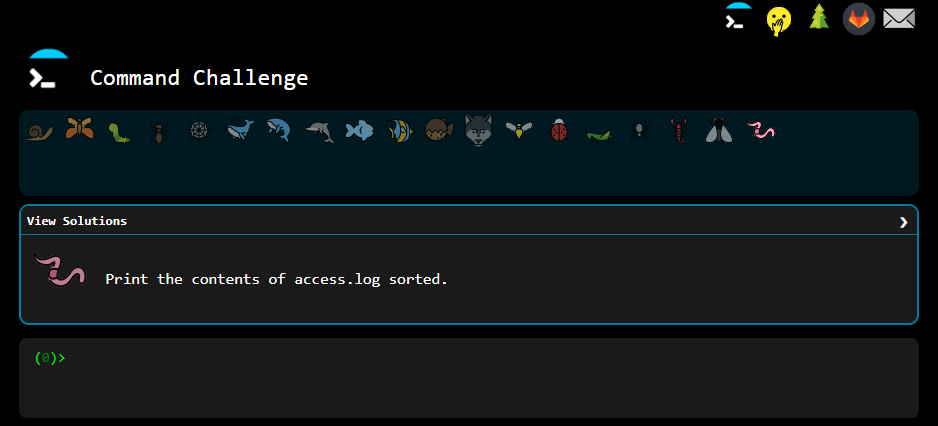 Command Challenge
View Solutions
Print the contents of access.log sorted.
(0)>